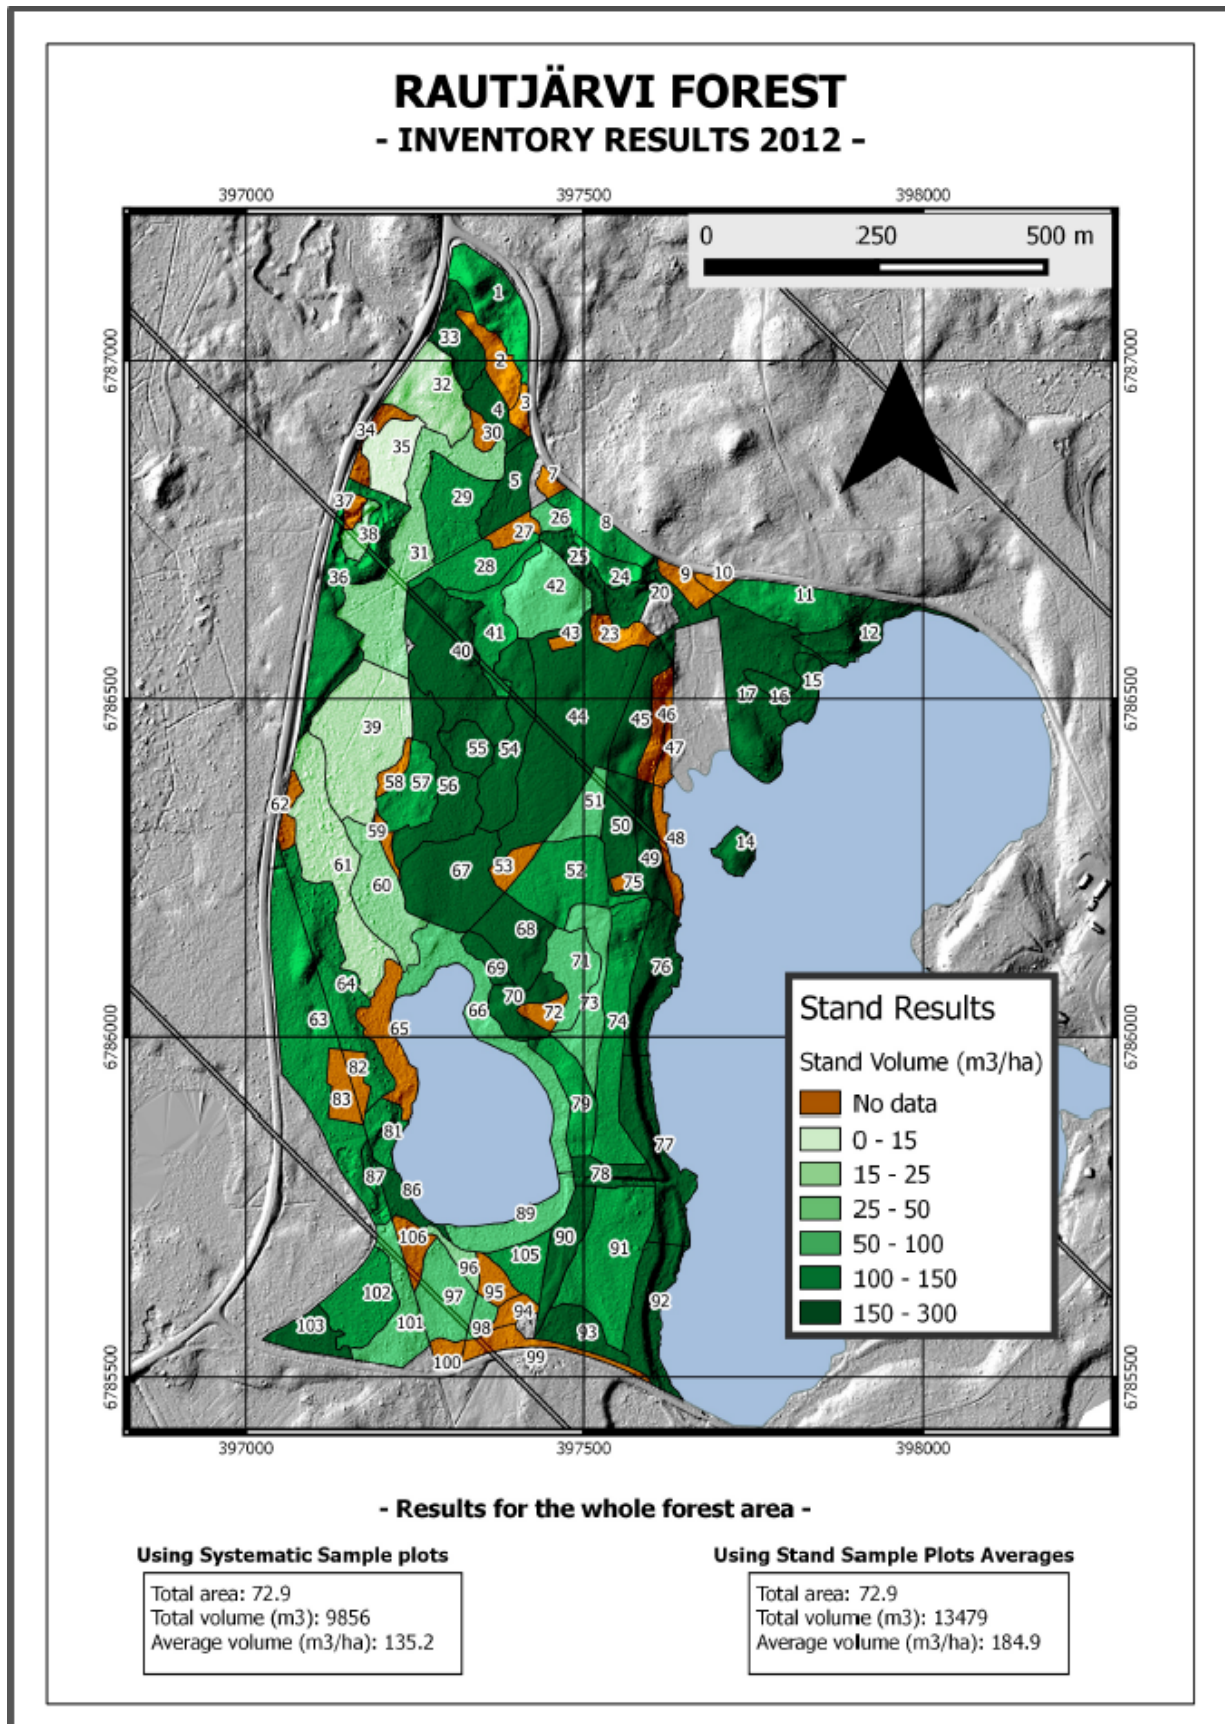 RAUTJÄRVI FOREST
- INVENTORY RESULTS 2012 -
397000 397500 398000
0 250 500 m
1
33
6787000 2 6787000
32
3
4
34 30
35
5 7
29
37
26 8
38 27
25
31
28 24 9 10
36 42 20 11
41 43 23 12
40
15
6786500 17 16 6786500
44 45 46
39
55 54 47
58 57 56
62 51
59 50 48
14
61 67 53 52 49
60 75
68
71 76
69
64 70
66 72 73
63 65 74
6786000 6786000
82
83 79
81 77
87 78
86
89
106 105 90 91
96
102 97 95 92
94
103 101 98 93
100 99
6785500 6785500
Stand Results
Stand Volume (m3/ha)
No data
0 - 15
15 - 25
25 - 50
50 - 100
100 - 150
150 - 300
397000 397500 398000
- Results for the whole forest area -
Using Systematic Sample plots
Total area: 72.9
Total volume (m3): 9856
Average volume (m3/ha): 135.2
Using Stand Sample Plots Averages
Total area: 72.9
Total volume (m3): 13479
Average volume (m3/ha): 184.9